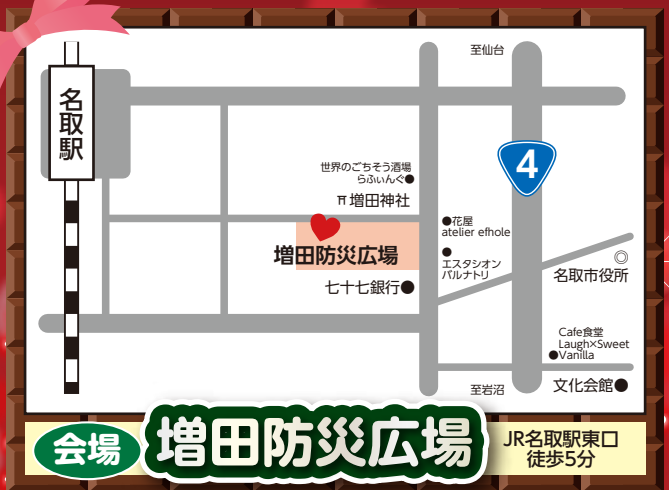 至仙台
名取駅
4
世界のごちそう酒場
らふぃんぐ●
⛩増田神社
●花屋
atelier efhole
増田防災広場
●
エスタシオン
パルナトリ
◎
名取市役所
七十七銀行●
Cafe食堂
Laugh×Sweet
●Vanilla
至岩沼
文化会館●
会場
増田防災広場
JR名取駅東口
徒歩5分